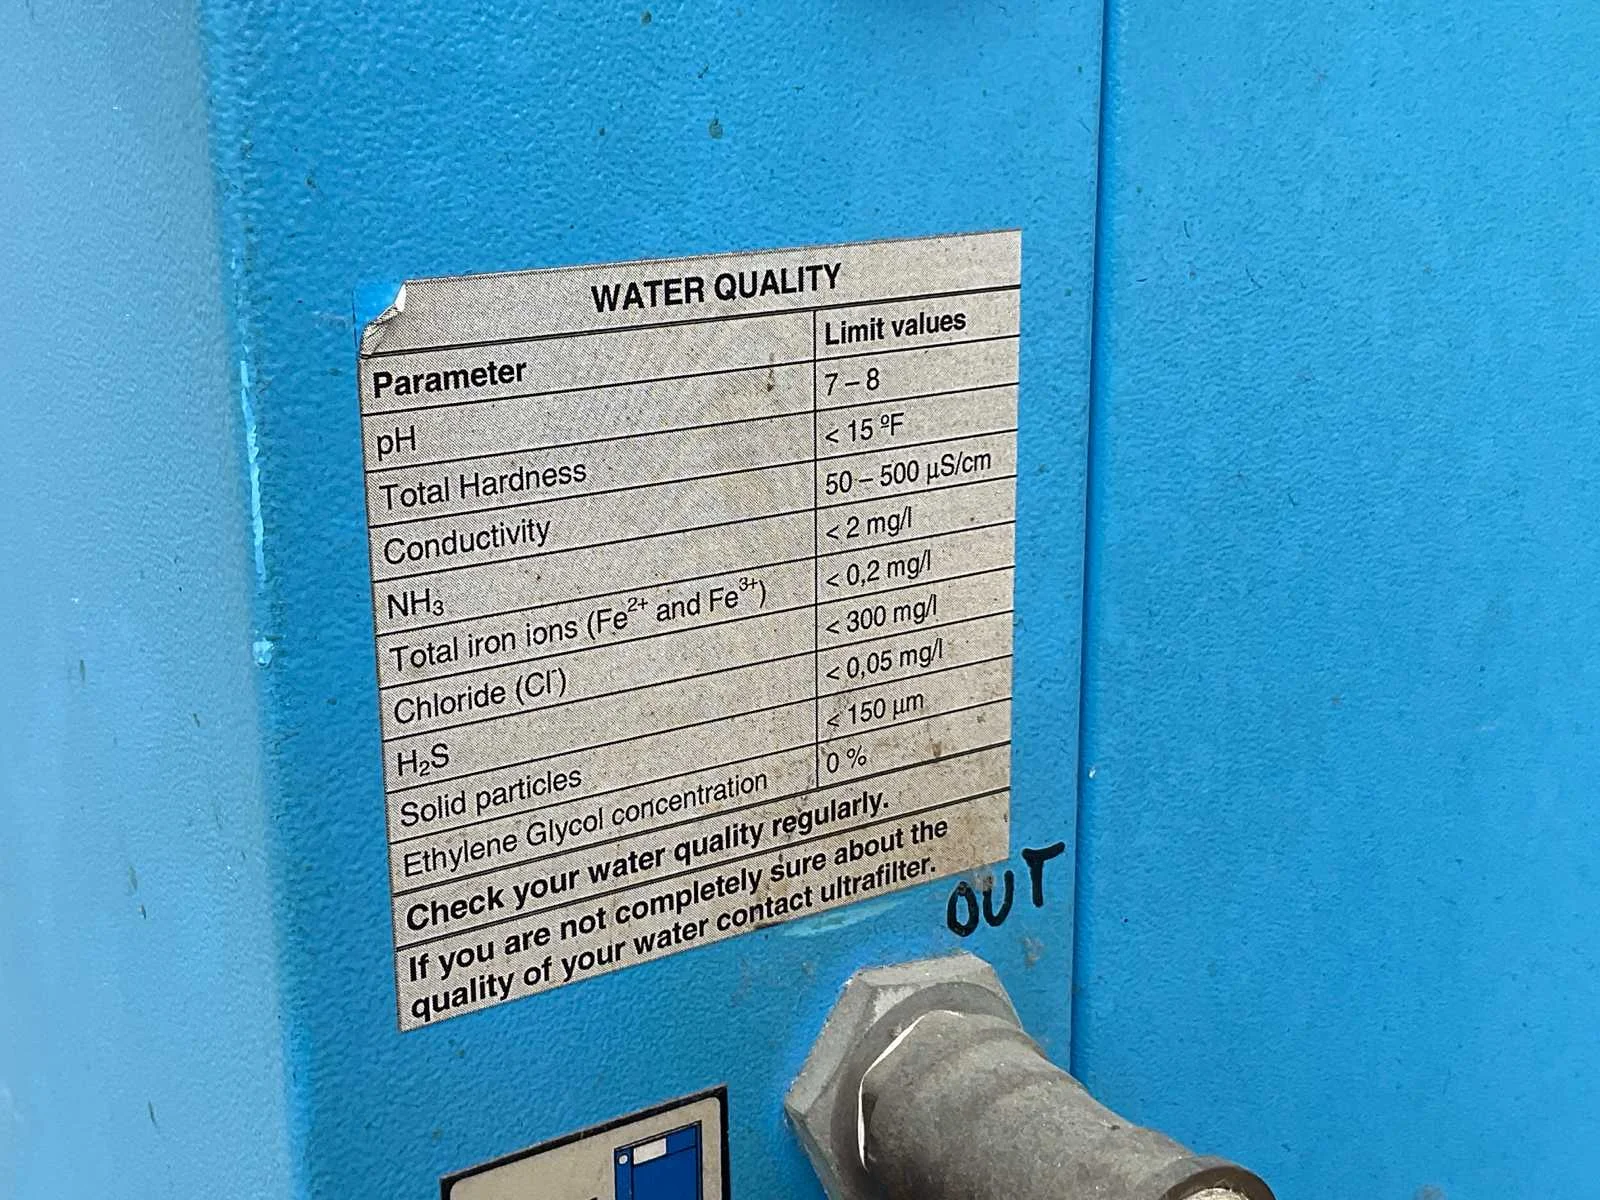 WATER QUALITY
Parameter Limit values
pH 7 – 8
Total Hardness < 15 ºF
Conductivity 50 – 500 µS/cm
NH₃ < 2 mg/l
Total iron ions (Fe²⁺ and Fe³⁺) < 0,2 mg/l
Chloride (Cl⁻) < 300 mg/l
H₂S < 0,05 mg/l
Solid particles < 150 µm
Ethylene Glycol concentration 0 %
Check your water quality regularly.
If you are not completely sure about the
quality of your water contact ultrafilter.
OUT